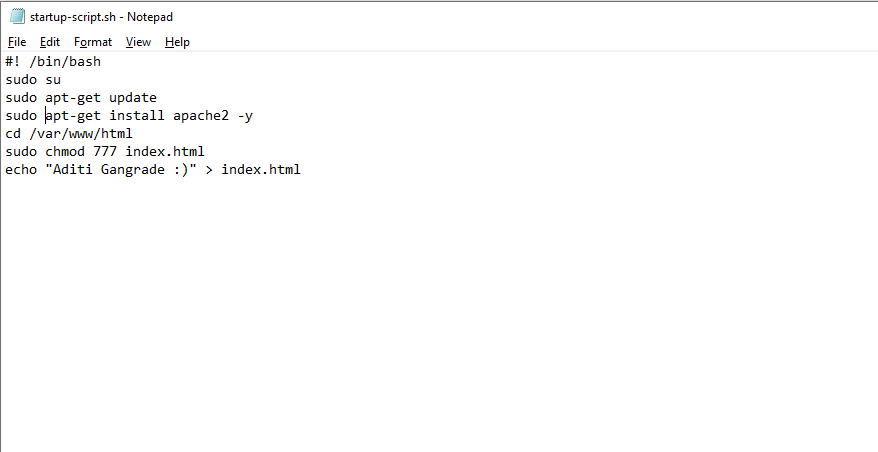 startup-script.sh - Notepad
File Edit Format View Help
#! /bin/bash
sudo su
sudo apt-get update
sudo apt-get install apache2 -y
cd /var/www/html
sudo chmod 777 index.html
echo "Aditi Gangrade :)" > index.html